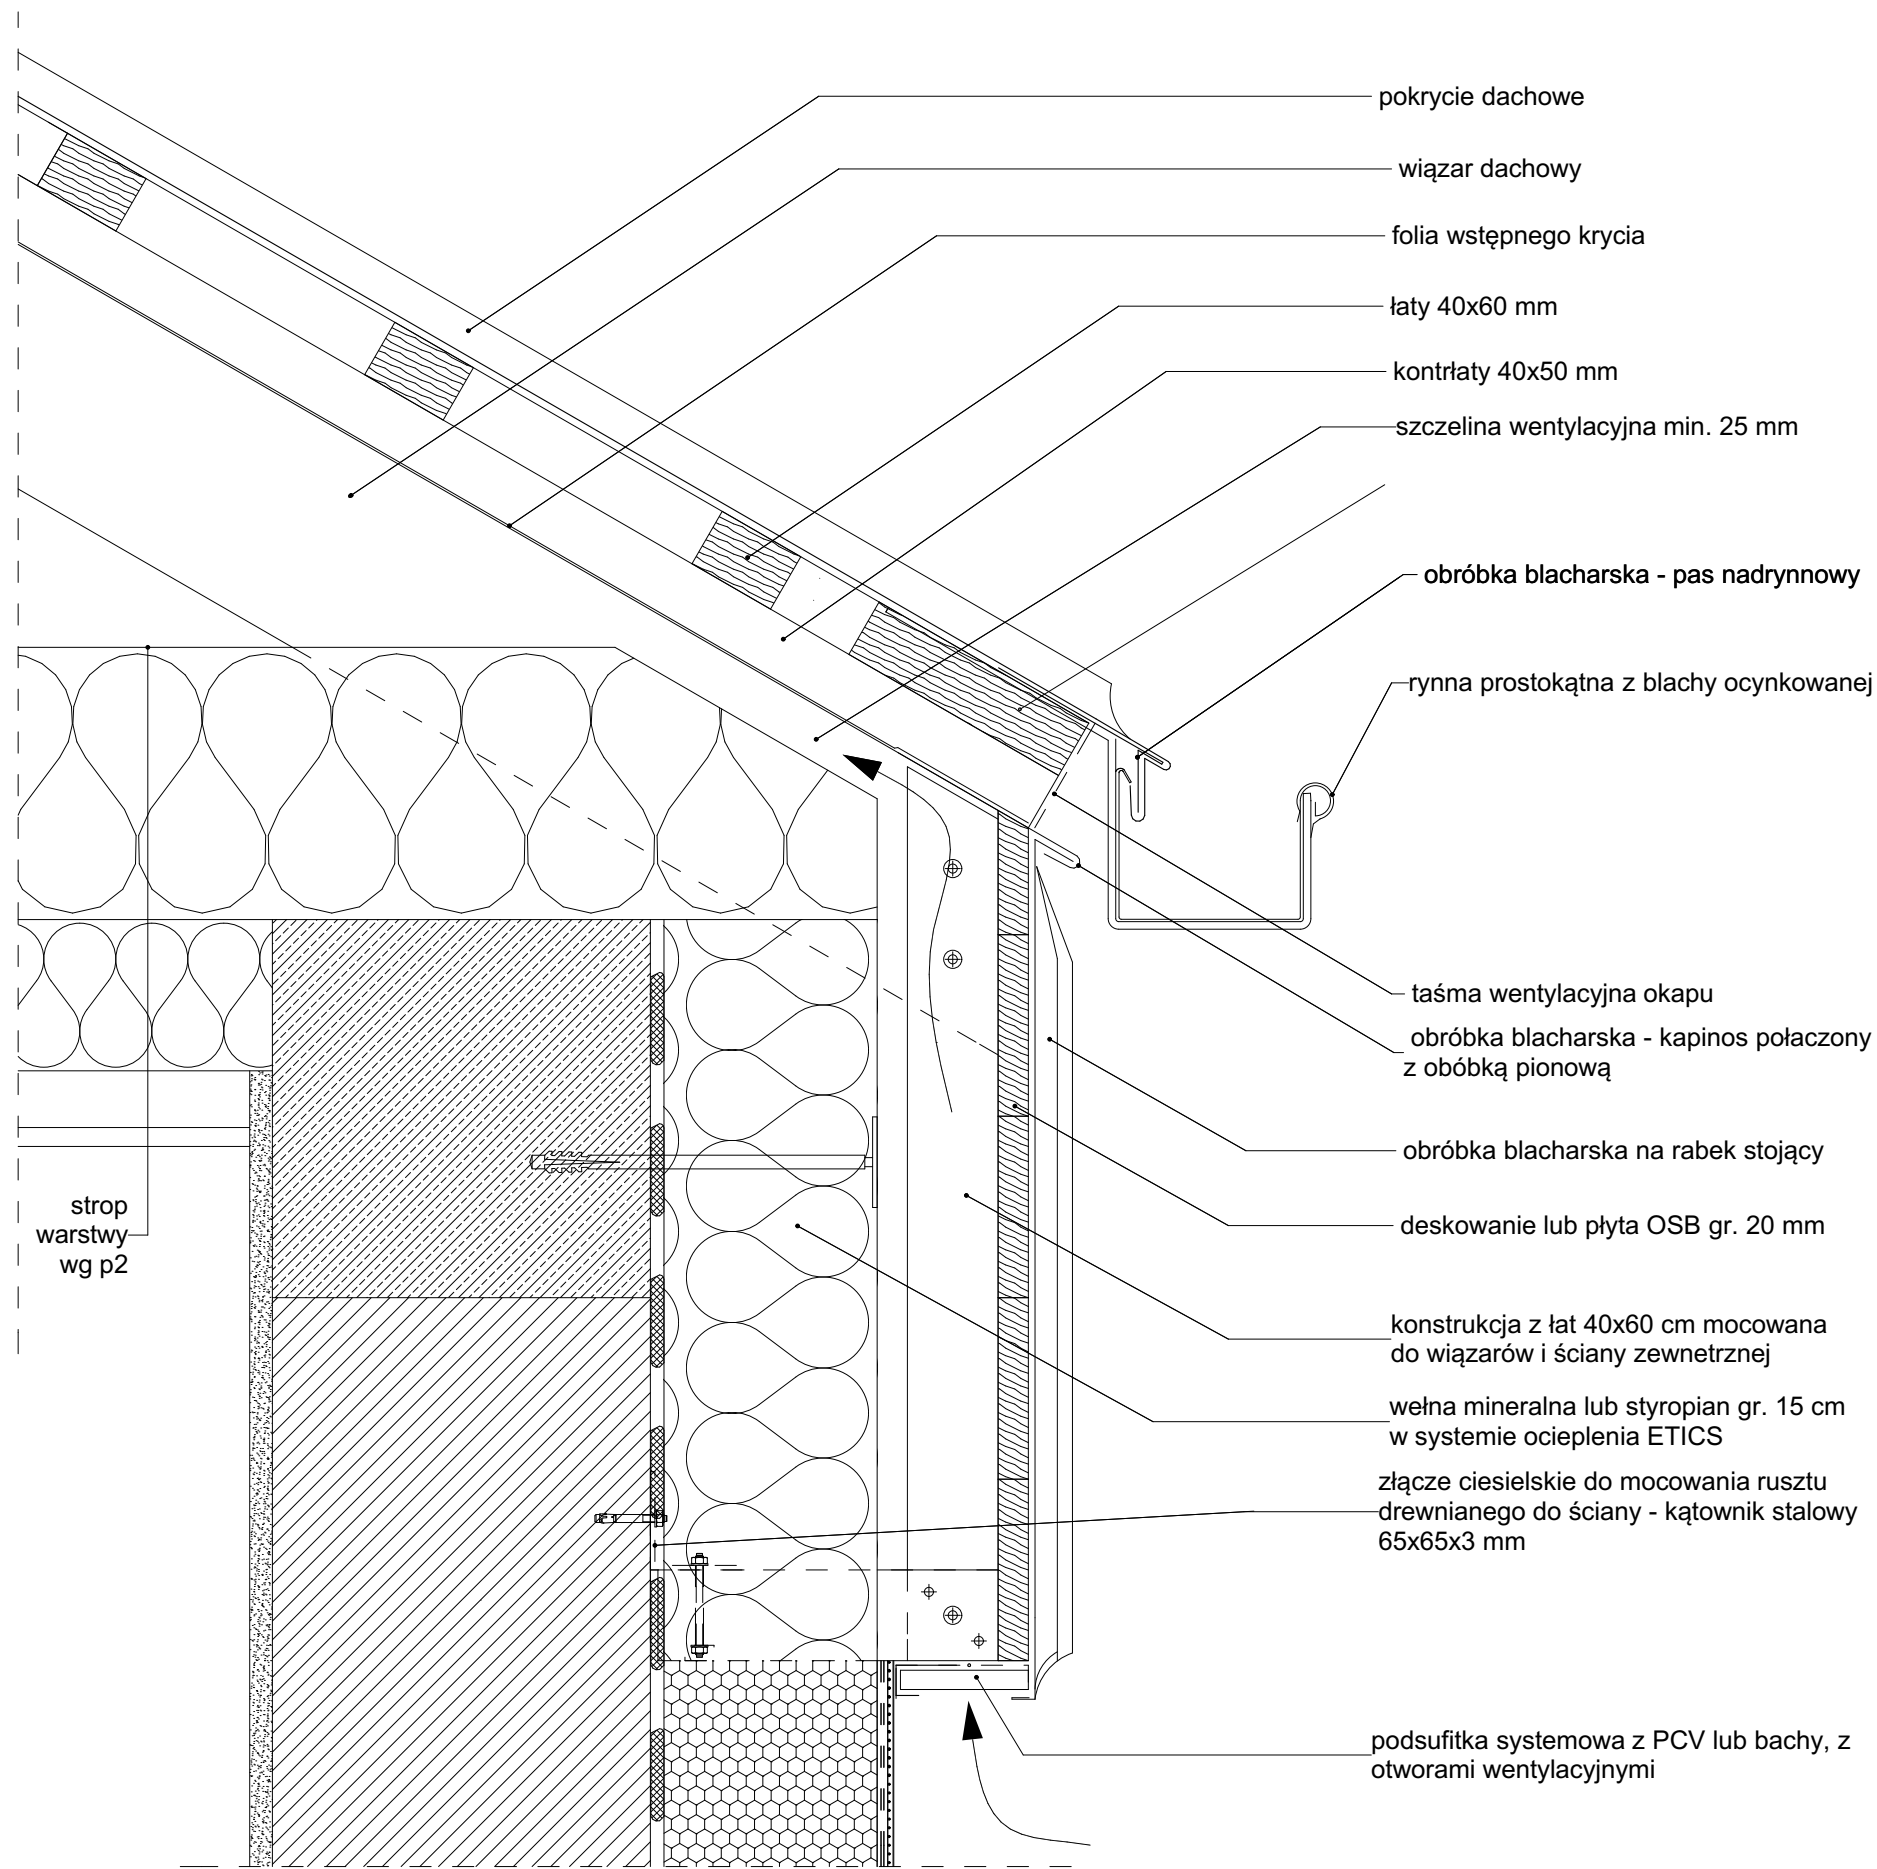 pokrycie dachowe
wiązar dachowy
folia wstępnego krycia
łaty 40x60 mm
kontrłaty 40x50 mm
szczelina wentylacyjna min. 25 mm
obróbka blacharska - pas nadrynnowy
rynna prostokątna z blachy ocynkowanej
taśma wentylacyjna okapu
obróbka blacharska - kapinos połaczony
z obóbką pionową
obróbka blacharska na rabek stojący
strop
warstwy
wg p2
deskowanie lub płyta OSB gr. 20 mm
konstrukcja z łat 40x60 cm mocowana
do wiązarów i ściany zewnetrznej
wełna mineralna lub styropian gr. 15 cm
w systemie ocieplenia ETICS
złącze ciesielskie do mocowania rusztu
drewnianego do ściany - kątownik stalowy
65x65x3 mm
podsufitka systemowa z PCV lub bachy, z
otworami wentylacyjnymi